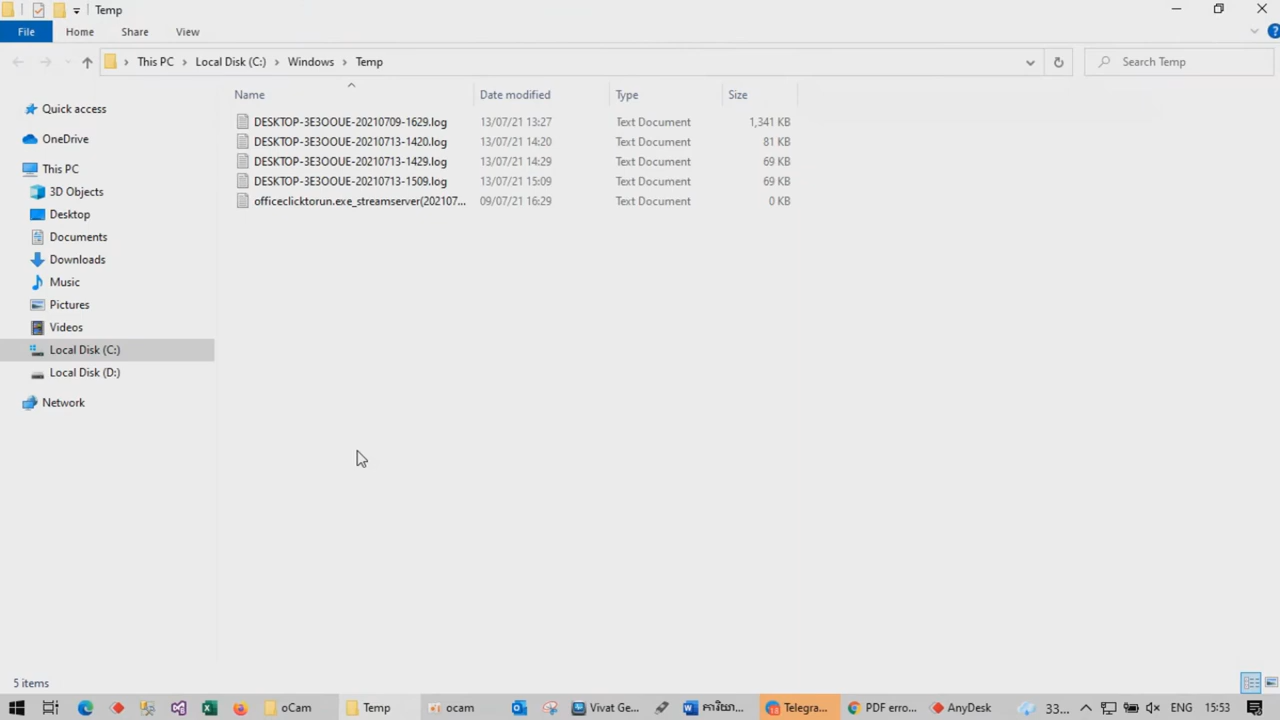 Temp
File Home Share View
This PC Local Disk (C:) Windows Temp
Search Temp
Name Date modified Type Size
DESKTOP-3E3OOUE-20210709-1629.log 13/07/21 13:27 Text Document 1,341 KB
DESKTOP-3E3OOUE-20210713-1420.log 13/07/21 14:20 Text Document 81 KB
DESKTOP-3E3OOUE-20210713-1429.log 13/07/21 14:29 Text Document 69 KB
DESKTOP-3E3OOUE-20210713-1509.log 13/07/21 15:09 Text Document 69 KB
officeclicktorun.exe_streamserver(202107... 09/07/21 16:29 Text Document 0 KB
Quick access
OneDrive
This PC
3D Objects
Desktop
Documents
Downloads
Music
Pictures
Videos
Local Disk (C:)
Local Disk (D:)
Network
5 items
oCam Temp ocam Vivat Ge... Telegra... PDF erro... AnyDesk 33... ENG 15:53